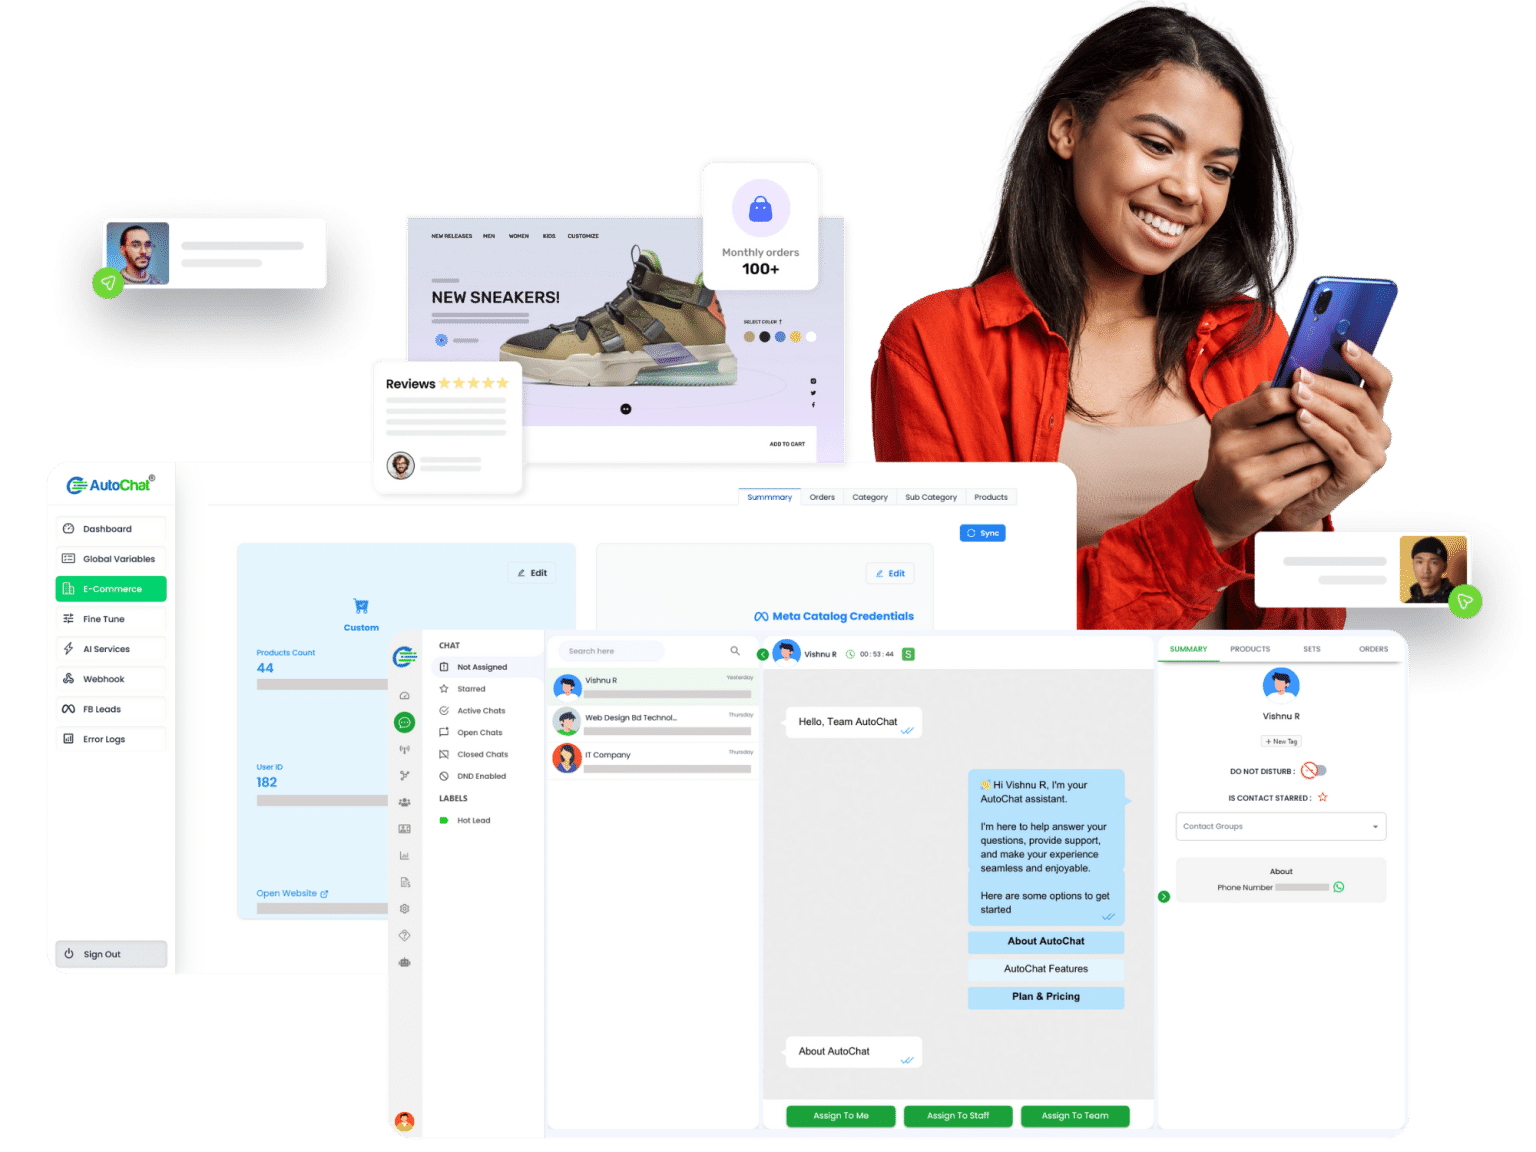 NEW RELEASES MEN WOMEN KIDS CUSTOMIZE
NEW SNEAKERS!
SELECT COLOR
ADD TO CART
Monthly orders
100+
Reviews
AutoChat®
Dashboard
Global Variables
E-Commerce
Fine Tune
AI Services
Webhook
FB Leads
Error Logs
Sign Out
Summmary Orders Category Sub Category Products
Sync
Edit
Custom
Products Count
44
User ID
182
Open Website
Edit
Meta Catalog Credentials
CHAT
Not Assigned
Starred
Active Chats
Open Chats
Closed Chats
DND Enabled
LABELS
Hot Lead
Search here
Vishnu R Yesterday
Web Design Bd Technol... Thursday
IT Company Thursday
Vishnu R 00 : 53 : 44 S
Hello, Team AutoChat
👋 Hi Vishnu R, I'm your
AutoChat assistant.
I'm here to help answer your
questions, provide support,
and make your experience
seamless and enjoyable.
Here are some options to get
started
About AutoChat
AutoChat Features
Plan & Pricing
About AutoChat
Assign To Me Assign To Staff Assign To Team
SUMMARY PRODUCTS SETS ORDERS
Vishnu R
+ New Tag
DO NOT DISTURB :
IS CONTACT STARRED :
Contact Groups
About
Phone Number